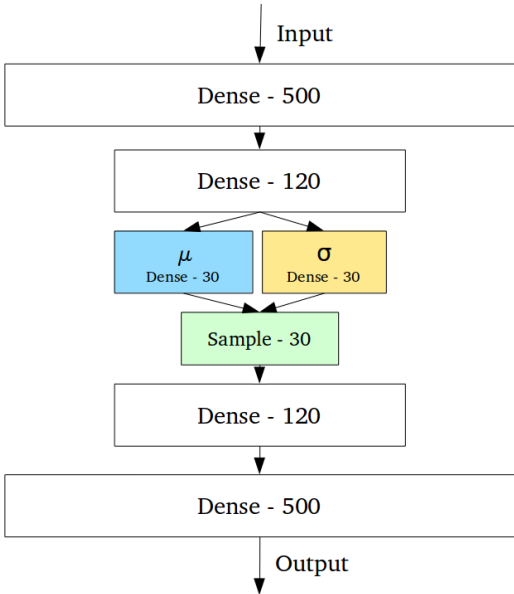 Input
Dense - 500
Dense - 120
μ
Dense - 30
σ
Dense - 30
Sample - 30
Dense - 120
Dense - 500
Output